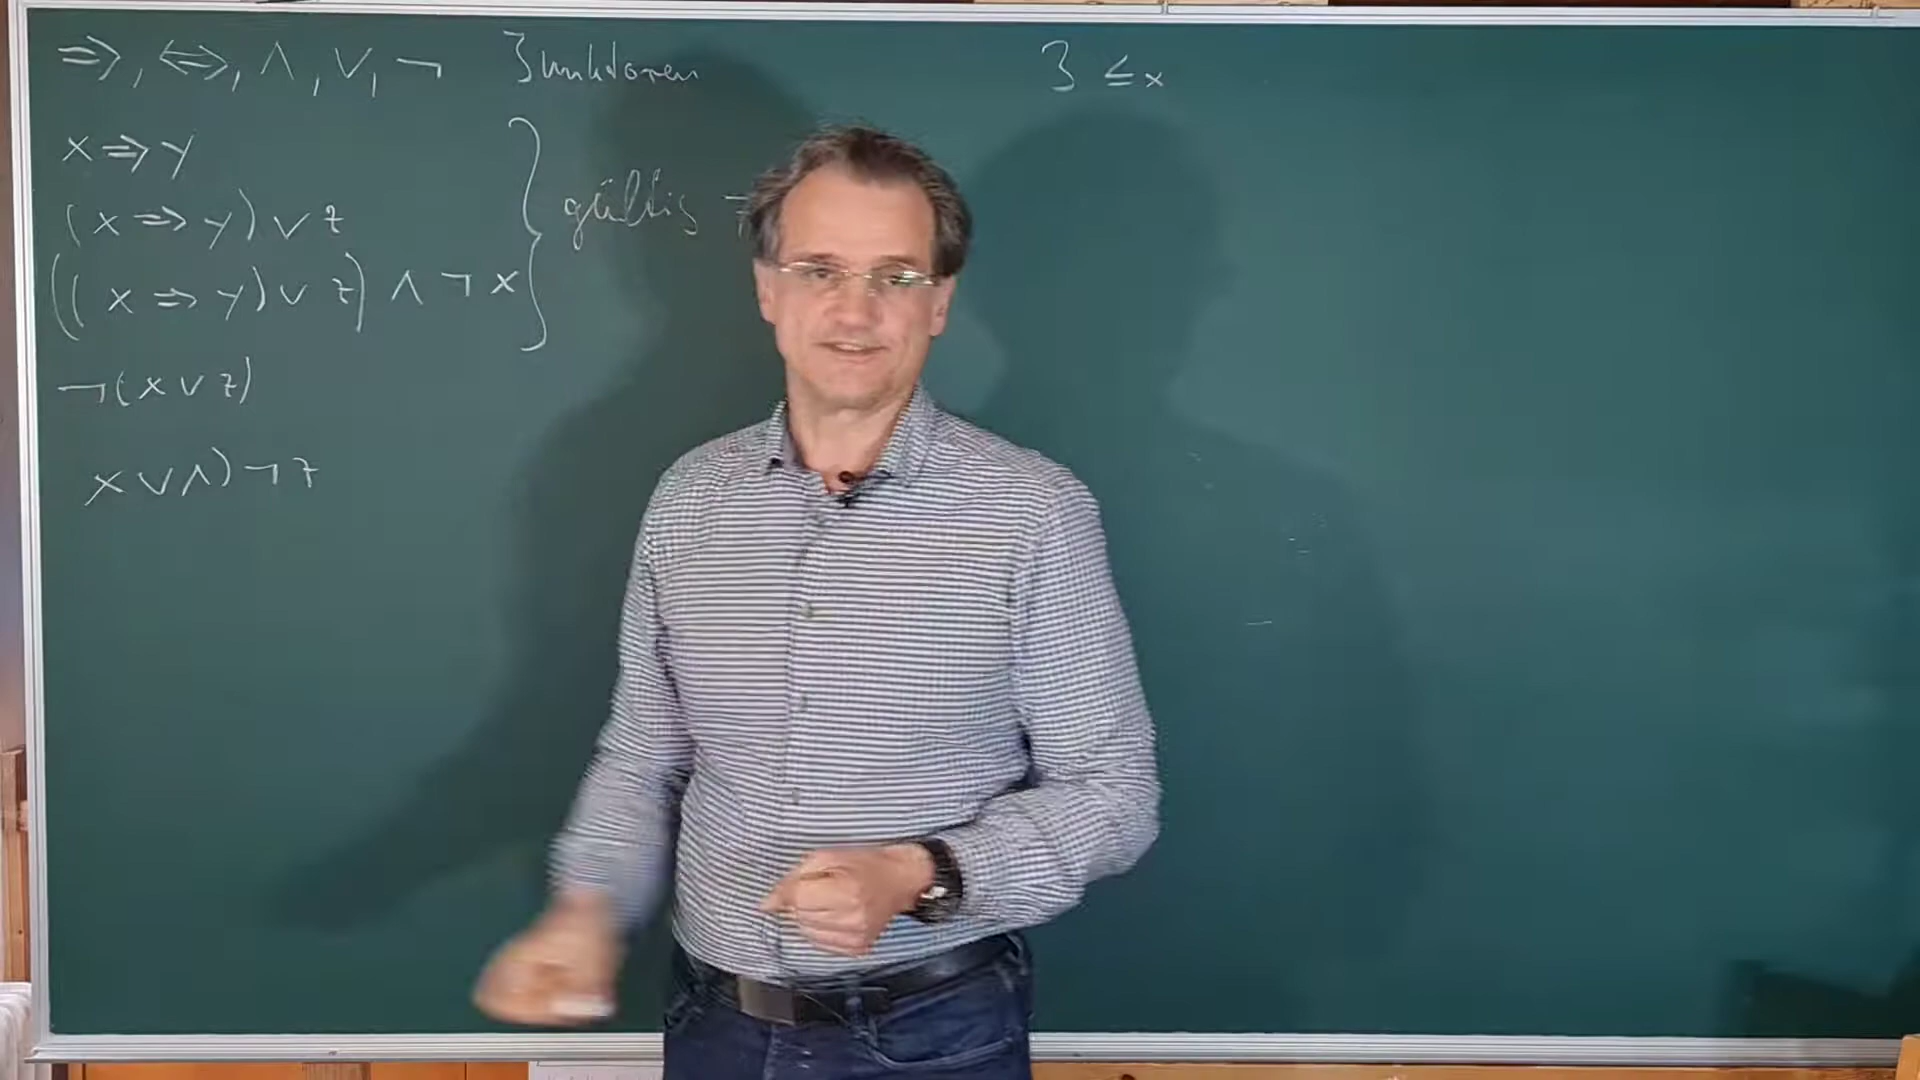 ⇒, ⇔, ∧, ∨, ¬ Junktoren
x ⇒ y
(x ⇒ y) ∨ z
((x ⇒ y) ∨ z) ∧ ¬ x
gültig
¬(x ∨ z)
x ∨ ∧) ¬ z
3 ≤ x